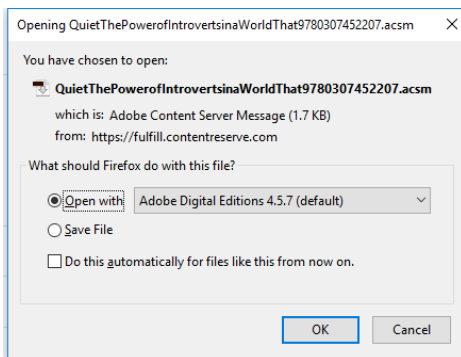 Opening QuietThePowerofIntrovertsinaWorldThat9780307452207.acsm
You have chosen to open:
QuietThePowerofIntrovertsinaWorldThat9780307452207.acsm
which is: Adobe Content Server Message (1.7 KB)
from: https://fulfill.contentreserve.com
What should Firefox do with this file?
Open with Adobe Digital Editions 4.5.7 (default)
Save File
Do this automatically for files like this from now on.
OK Cancel